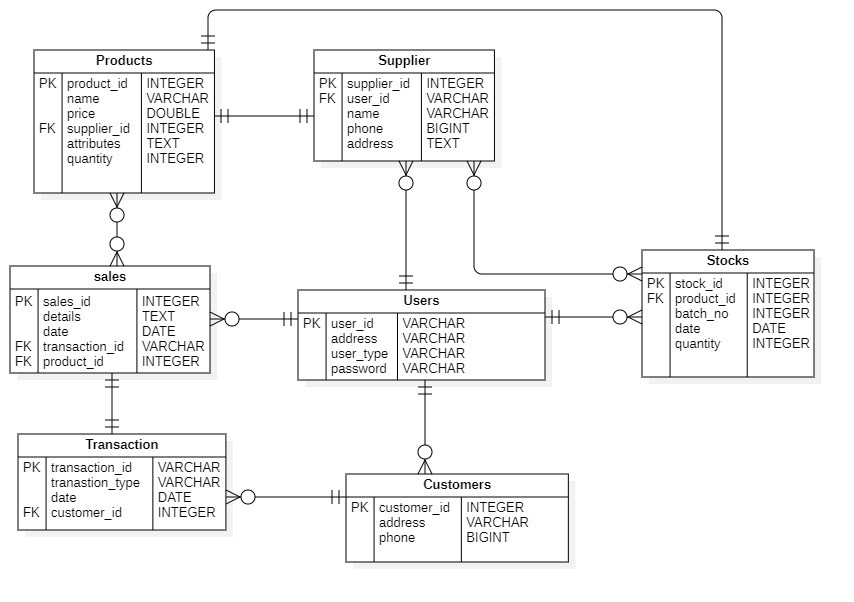 Products
PK product_id INTEGER
name VARCHAR
price DOUBLE
FK supplier_id INTEGER
attributes TEXT
quantity INTEGER
Supplier
PK supplier_id INTEGER
FK user_id VARCHAR
name VARCHAR
phone BIGINT
address TEXT
sales
PK sales_id INTEGER
details TEXT
date DATE
FK transaction_id VARCHAR
FK product_id INTEGER
Users
PK user_id VARCHAR
address VARCHAR
user_type VARCHAR
password VARCHAR
Stocks
PK stock_id INTEGER
FK product_id INTEGER
batch_no INTEGER
date DATE
quantity INTEGER
Transaction
PK transaction_id VARCHAR
tranastion_type VARCHAR
date DATE
FK customer_id INTEGER
Customers
PK customer_id INTEGER
address VARCHAR
phone BIGINT